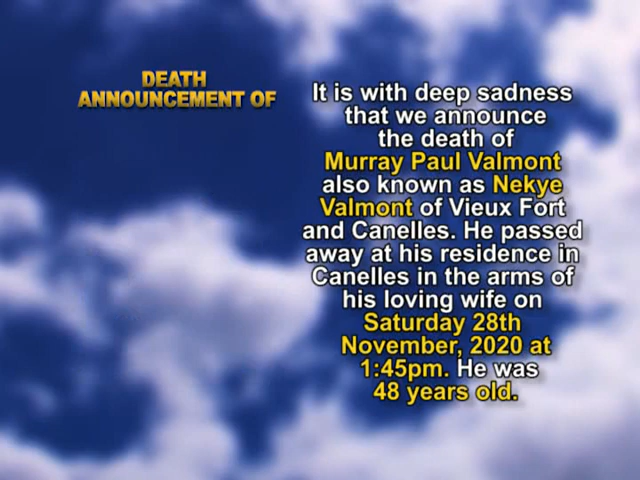 DEATH
ANNOUNCEMENT OF
It is with deep sadness
that we announce
the death of
Murray Paul Valmont
also known as Nekye
Valmont of Vieux Fort
and Canelles. He passed
away at his residence in
Canelles in the arms of
his loving wife on
Saturday 28th
November, 2020 at
1:45pm. He was
48 years old.